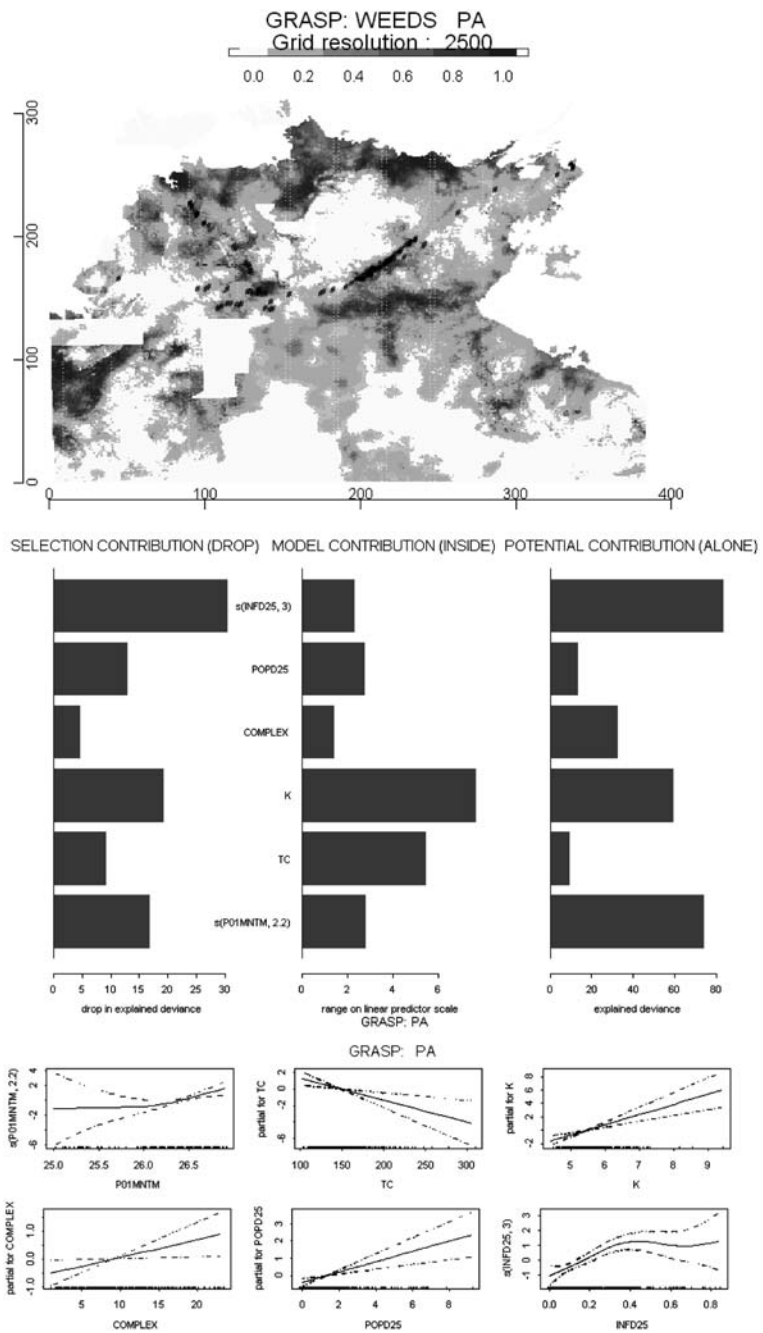 GRASP: WEEDS PA
Grid resolution : 2500
0.0 0.2 0.4 0.6 0.8 1.0
300
200
100
0
0 100 200 300 400
SELECTION CONTRIBUTION (DROP) MODEL CONTRIBUTION (INSIDE) POTENTIAL CONTRIBUTION (ALONE)
s(INFD25, 3)
POPD25
COMPLEX
K
TC
s(P01MNTM, 2.2)
0 5 10 15 20 25 30
drop in explained deviance
0 2 4 6
range on linear predictor scale
0 20 40 60 80
explained deviance
GRASP: PA
GRASP: PA
s(P01MNTM, 2.2)
4
2
-2
-6
25.0 25.5 26.0 26.5
P01MNTM
partial for TC
2
0
-8
100 150 200 250 300
TC
partial for K
8
6
4
2
-2
5 6 7 8 9
K
partial for COMPLEX
1.0
0.0
-1.0
5 10 15 20
COMPLEX
partial for POPD25
3
2
1
0
0 2 4 6 8
POPD25
s(INFD25, 3)
3
2
1
0
-1
0.0 0.2 0.4 0.6 0.8
INFD25